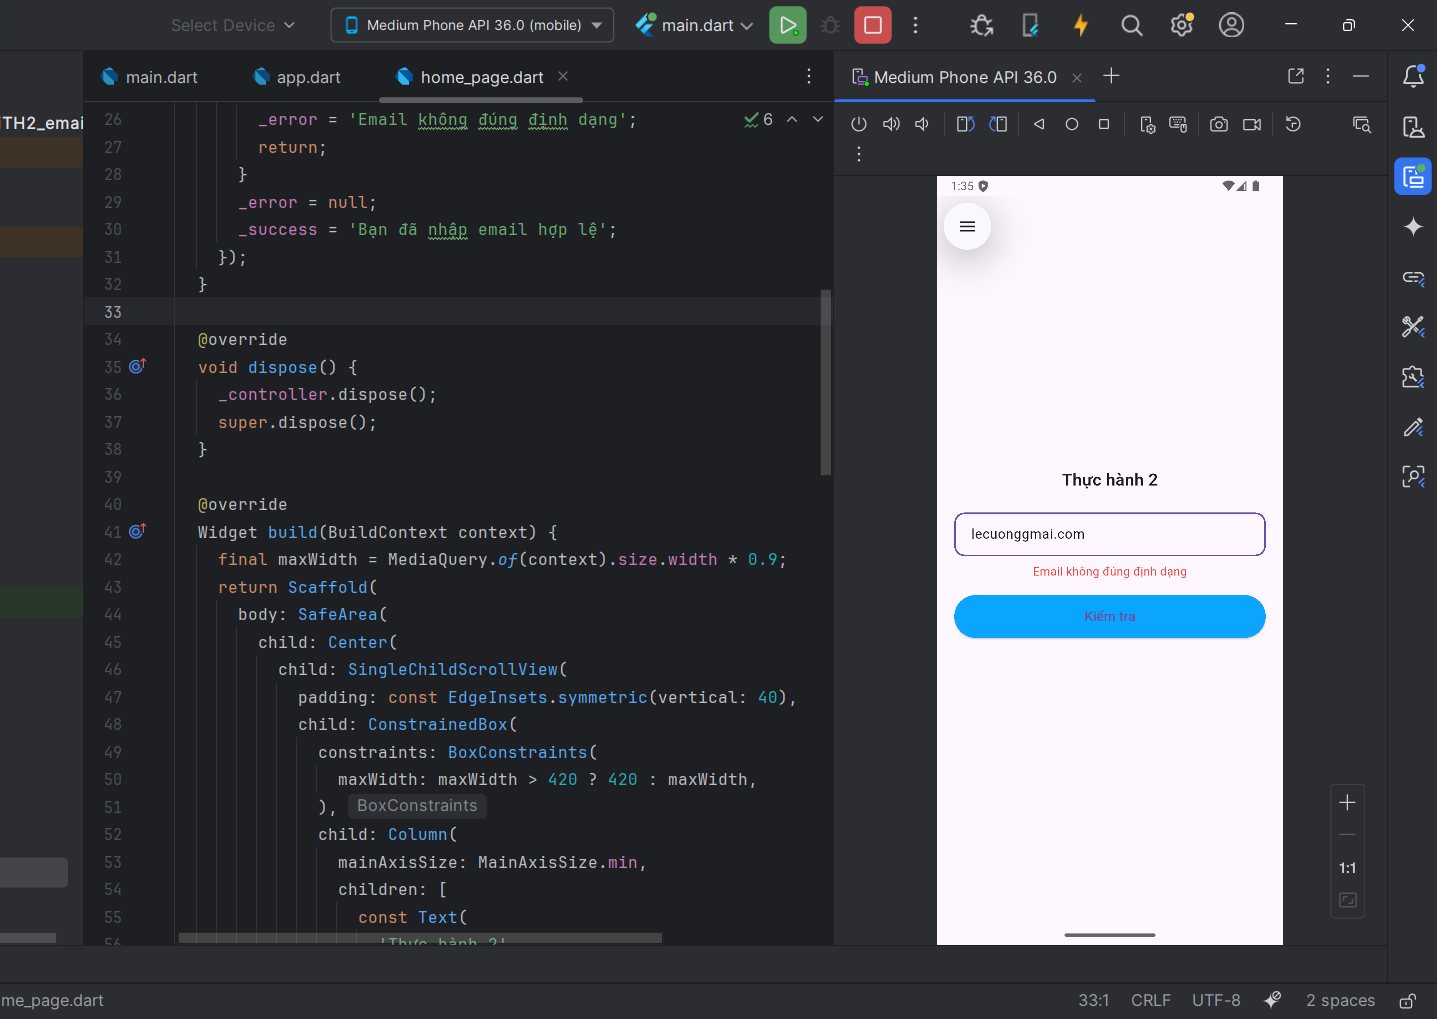 Select Device
Medium Phone API 36.0 (mobile)
main.dart
main.dart
app.dart
home_page.dart
Medium Phone API 36.0
TH2_emai
26 _error = 'Email không đúng định dạng';
6
27 return;
28 }
29 _error = null;
30 _success = 'Bạn đã nhập email hợp lệ';
31 });
32 }
33
34 @override
35 void dispose() {
36 _controller.dispose();
37 super.dispose();
38 }
39
40 @override
41 Widget build(BuildContext context) {
42 final maxWidth = MediaQuery.of(context).size.width * 0.9;
43 return Scaffold(
44 body: SafeArea(
45 child: Center(
46 child: SingleChildScrollView(
47 padding: const EdgeInsets.symmetric(vertical: 40),
48 child: ConstrainedBox(
49 constraints: BoxConstraints(
50 maxWidth: maxWidth > 420 ? 420 : maxWidth,
51 ), BoxConstraints
52 child: Column(
53 mainAxisSize: MainAxisSize.min,
54 children: [
55 const Text(
56 'Thực hành 2'
1:35
Thực hành 2
lecuonggmai.com
Email không đúng định dạng
Kiểm tra
1:1
me_page.dart
33:1
CRLF
UTF-8
2 spaces